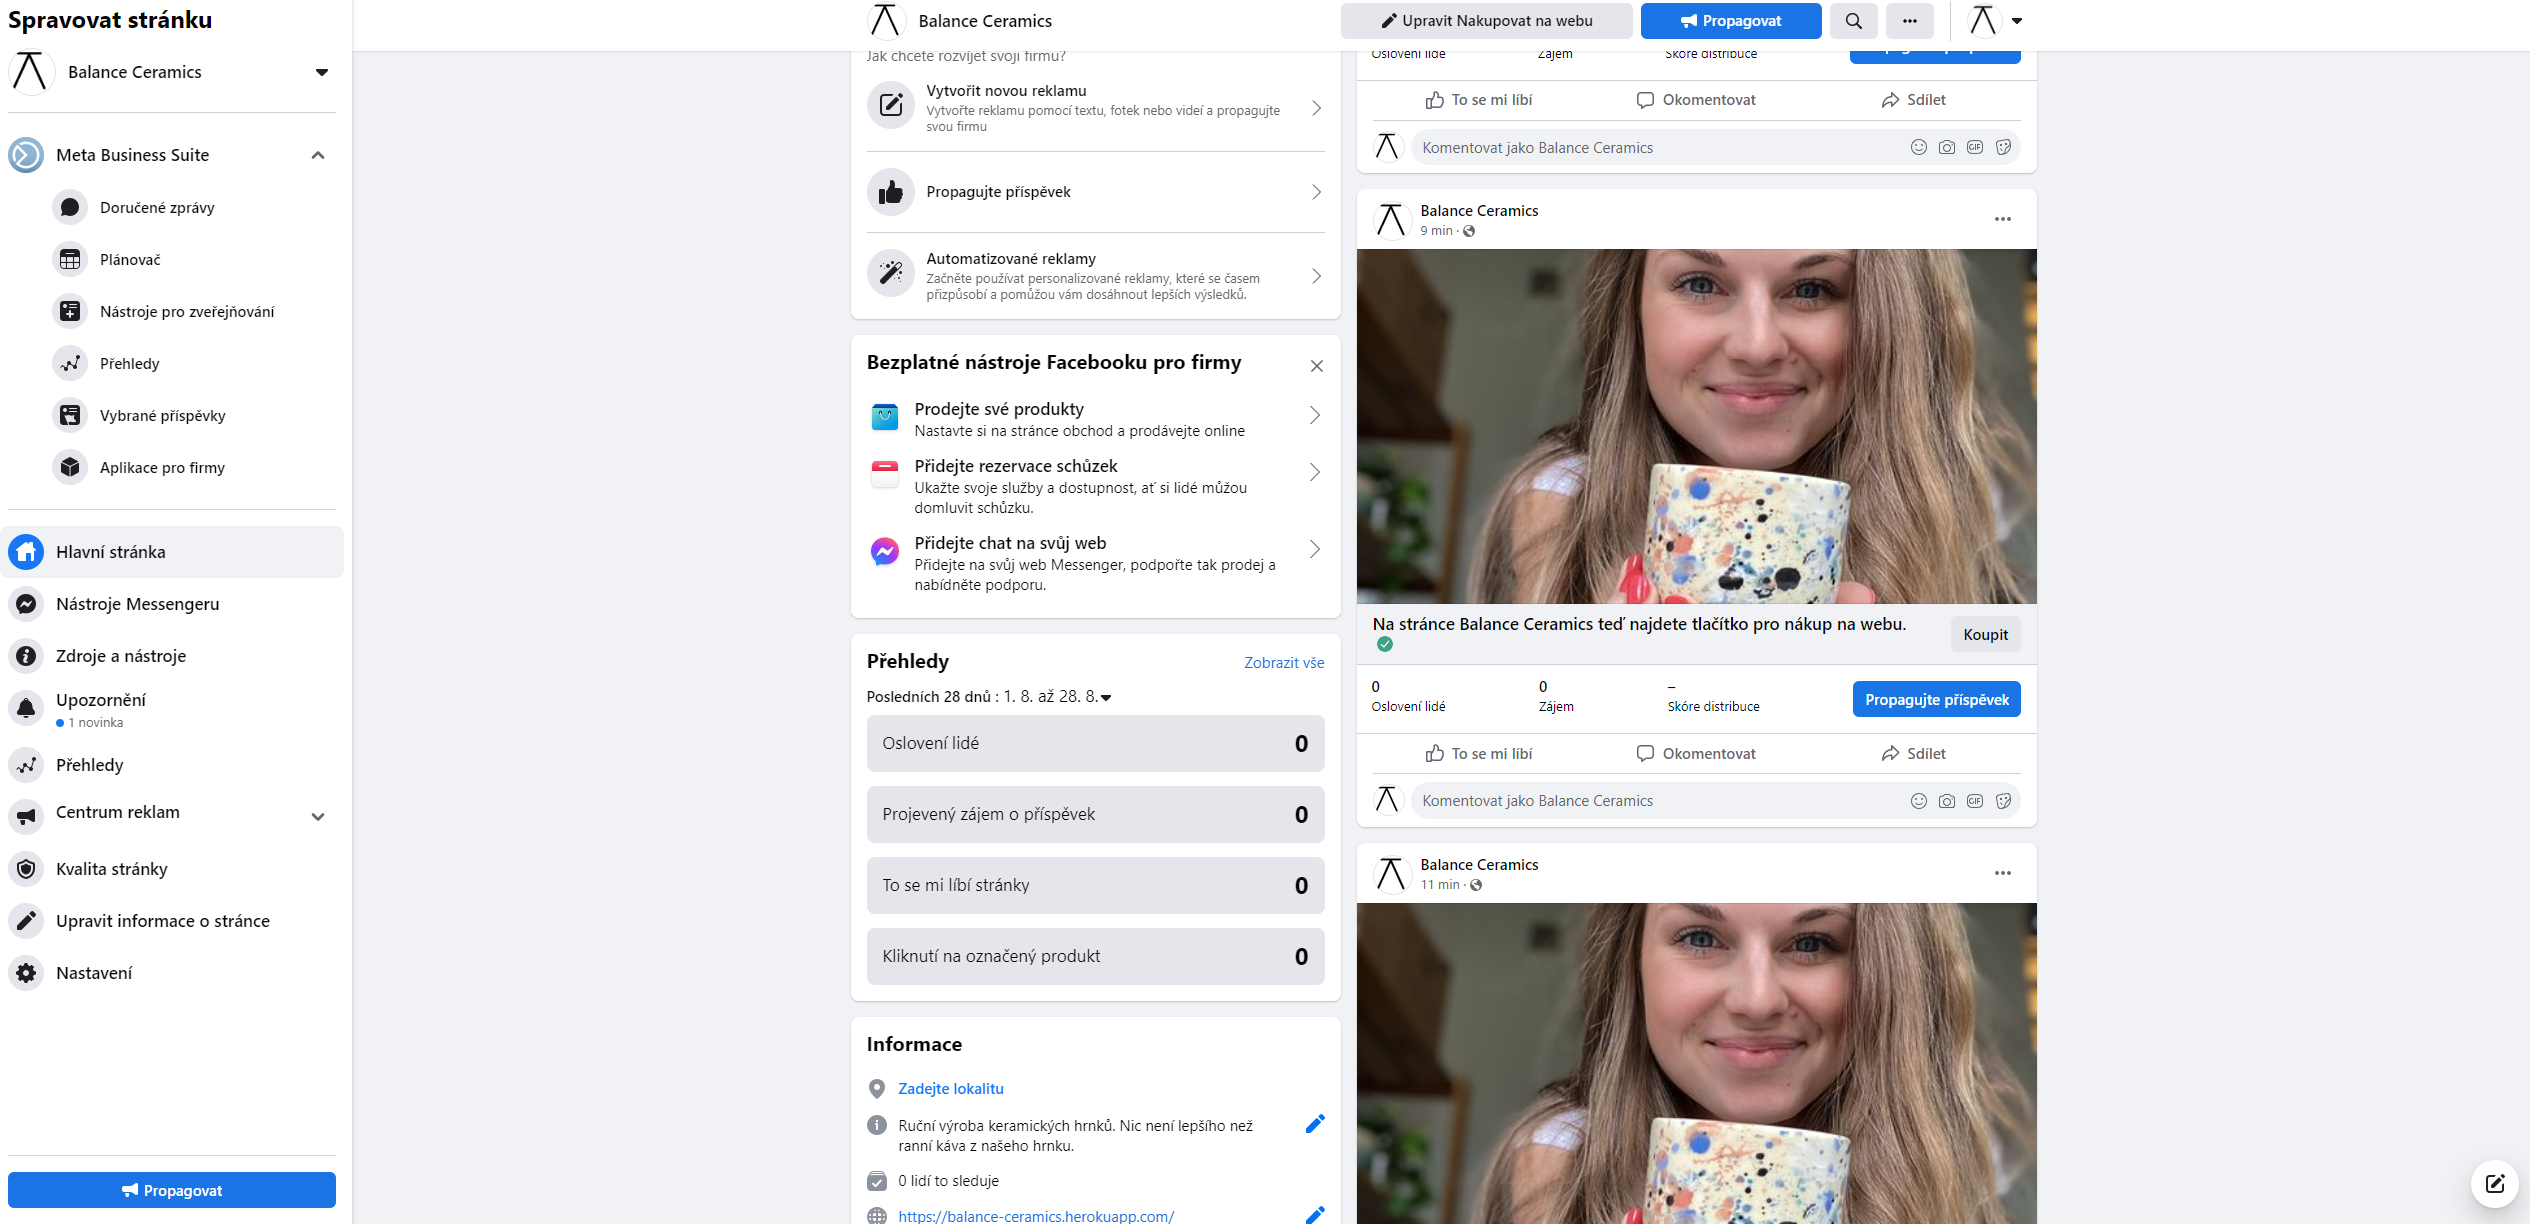 Spravovat stránku
Balance Ceramics
Meta Business Suite
Doručené zprávy
Plánovač
Nástroje pro zveřejňování
Přehledy
Vybrané příspěvky
Aplikace pro firmy
Hlavní stránka
Nástroje Messengeru
Zdroje a nástroje
Upozornění
1 novinka
Přehledy
Centrum reklam
Kvalita stránky
Upravit informace o stránce
Nastavení
Propagovat
Balance Ceramics
Upravit Nakupovat na webu
Propagovat
Jak chcete rozvíjet svoji firmu?
Vytvořit novou reklamu
Vytvořte reklamu pomocí textu, fotek nebo videí a propagujte
svou firmu
Propagujte příspěvek
Automatizované reklamy
Začněte používat personalizované reklamy, které se časem
přizpůsobí a pomůžou vám dosáhnout lepších výsledků.
Bezplatné nástroje Facebooku pro firmy
Prodejte své produkty
Nastavte si na stránce obchod a prodávejte online
Přidejte rezervace schůzek
Ukažte svoje služby a dostupnost, ať si lidé můžou
domluvit schůzku.
Přidejte chat na svůj web
Přidejte na svůj web Messenger, podpořte tak prodej a
nabídněte podporu.
Přehledy
Zobrazit vše
Posledních 28 dnů : 1. 8. až 28. 8.
Oslovení lidé 0
Projevený zájem o příspěvek 0
To se mi líbí stránky 0
Kliknutí na označený produkt 0
Informace
Zadejte lokalitu
Ruční výroba keramických hrnků. Nic není lepšího než
ranní káva z našeho hrnku.
0 lidí to sleduje
https://balance-ceramics.herokuapp.com/
Oslovení lidé Zájem Skóre distribuce
To se mi líbí Okomentovat Sdílet
Komentovat jako Balance Ceramics
GIF
Balance Ceramics
9 min ·
Na stránce Balance Ceramics teď najdete tlačítko pro nákup na webu.
Koupit
0 0 –
Oslovení lidé Zájem Skóre distribuce
Propagujte příspěvek
To se mi líbí Okomentovat Sdílet
Komentovat jako Balance Ceramics
GIF
Balance Ceramics
11 min ·